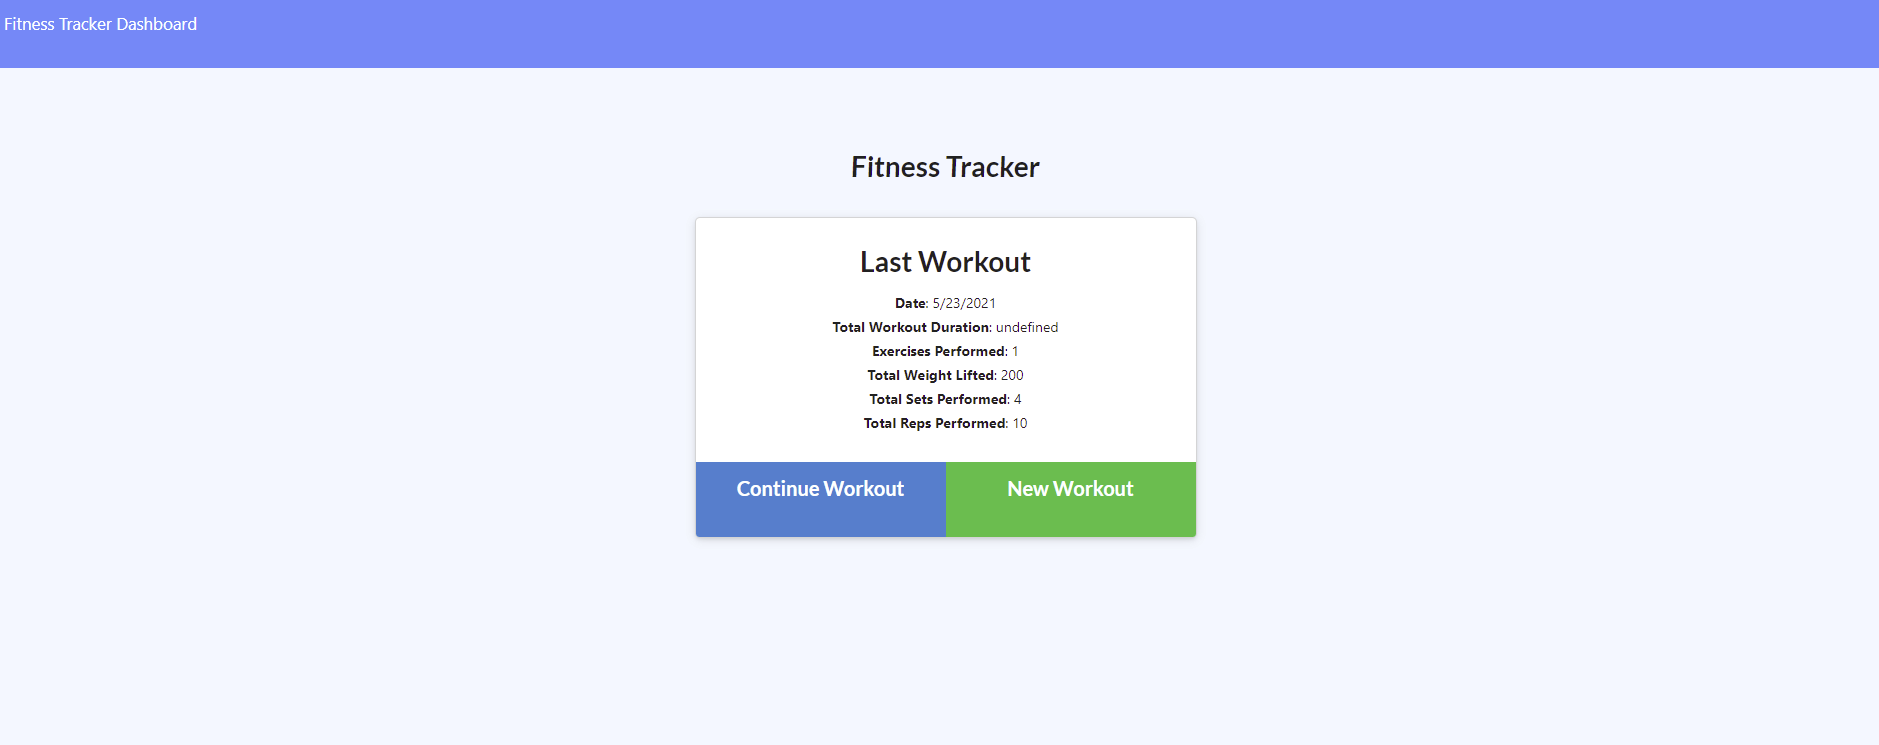 Fitness Tracker Dashboard
Fitness Tracker
Last Workout
Date: 5/23/2021
Total Workout Duration: undefined
Exercises Performed: 1
Total Weight Lifted: 200
Total Sets Performed: 4
Total Reps Performed: 10
Continue Workout New Workout